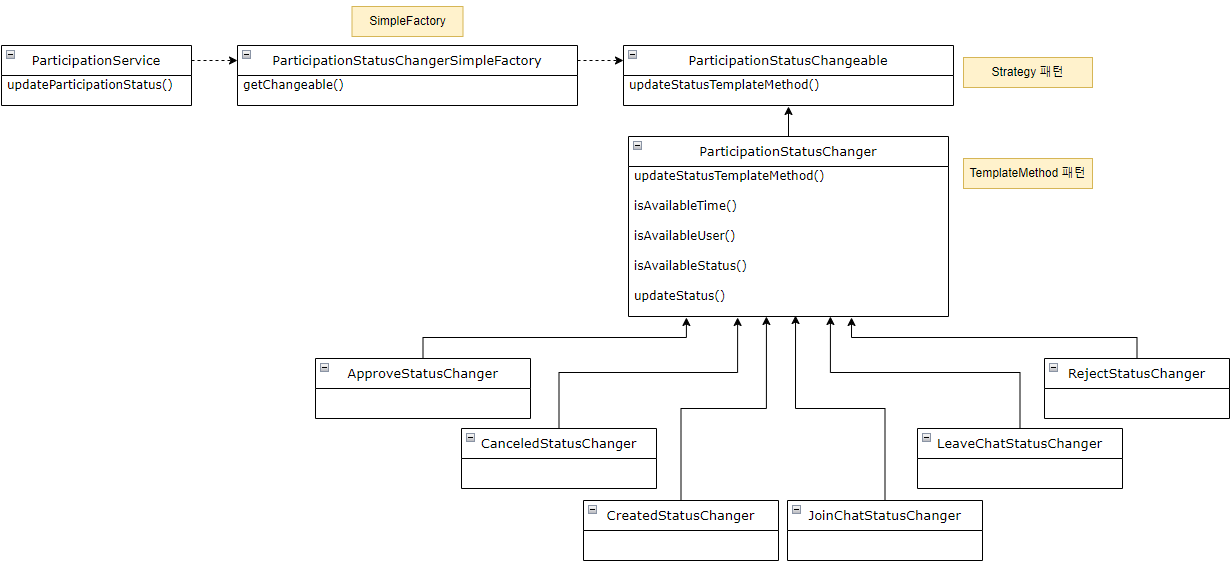 SimpleFactory
ParticipationService
updateParticipationStatus()
ParticipationStatusChangerSimpleFactory
getChangeable()
ParticipationStatusChangeable
updateStatusTemplateMethod()
Strategy 패턴
ParticipationStatusChanger
updateStatusTemplateMethod()
isAvailableTime()
isAvailableUser()
isAvailableStatus()
updateStatus()
TemplateMethod 패턴
ApproveStatusChanger
RejectStatusChanger
CanceledStatusChanger
LeaveChatStatusChanger
CreatedStatusChanger
JoinChatStatusChanger